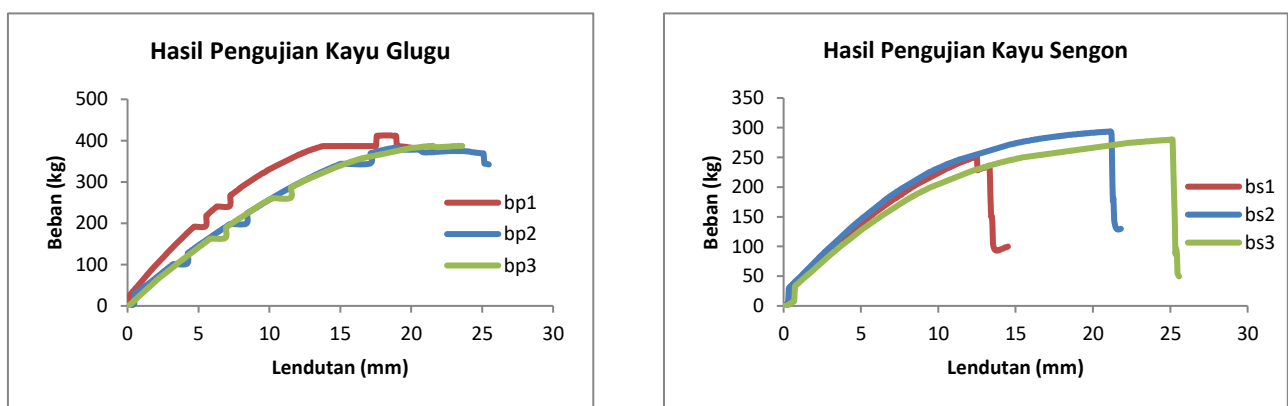 Hasil Pengujian Kayu Glugu
500
400
300
200
100
0
Beban (kg)
0 5 10 15 20 25 30
Lendutan (mm)
bp1
bp2
bp3
Hasil Pengujian Kayu Sengon
350
300
250
200
150
100
50
0
Beban (kg)
0 5 10 15 20 25 30
Lendutan (mm)
bs1
bs2
bs3